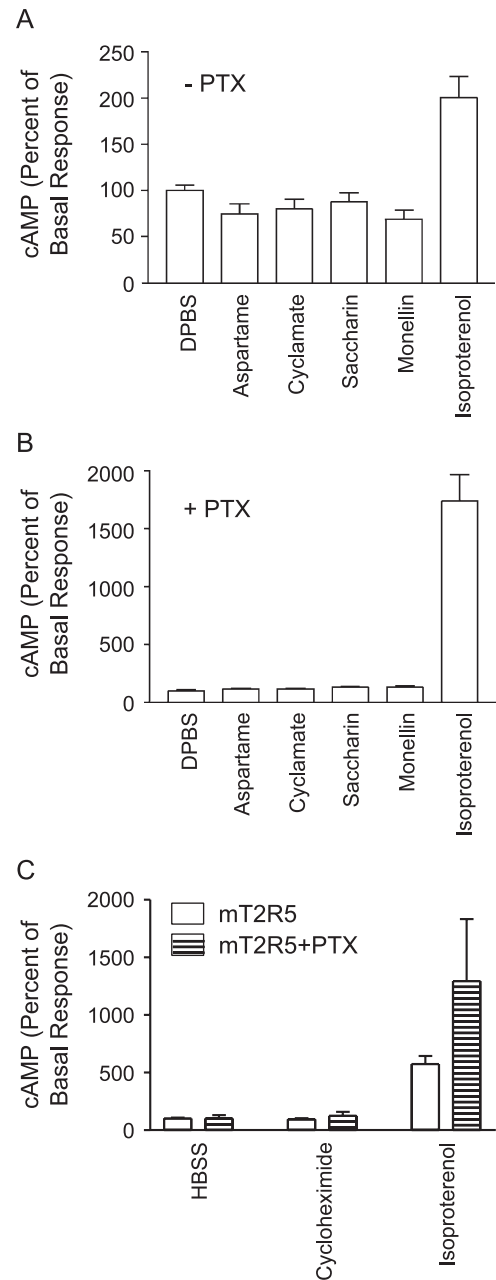 A
cAMP (Percent of
Basal Response)
250
200
150
100
50
0
- PTX
DPBS
Aspartame
Cyclamate
Saccharin
Monellin
Isoproterenol
B
cAMP (Percent of
Basal Response)
2000
1500
1000
500
0
+ PTX
DPBS
Aspartame
Cyclamate
Saccharin
Monellin
Isoproterenol
C
cAMP (Percent of
Basal Response)
2000
1500
1000
500
0
mT2R5
mT2R5+PTX
HBSS
Cycloheximide
Isoproterenol